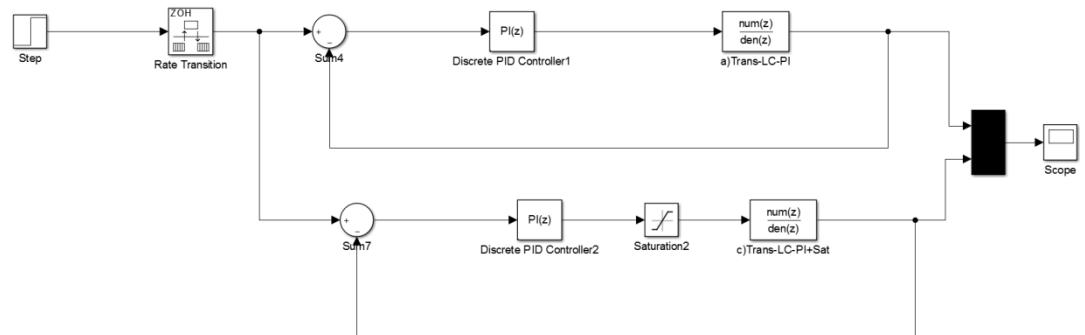 Step
ZOH
Rate Transition
+
−
Sum4
PI(z)
Discrete PID Controller1
num(z)
den(z)
a)Trans-LC-PI
Scope
+
−
Sum7
PI(z)
Discrete PID Controller2
Saturation2
num(z)
den(z)
c)Trans-LC-PI+Sat